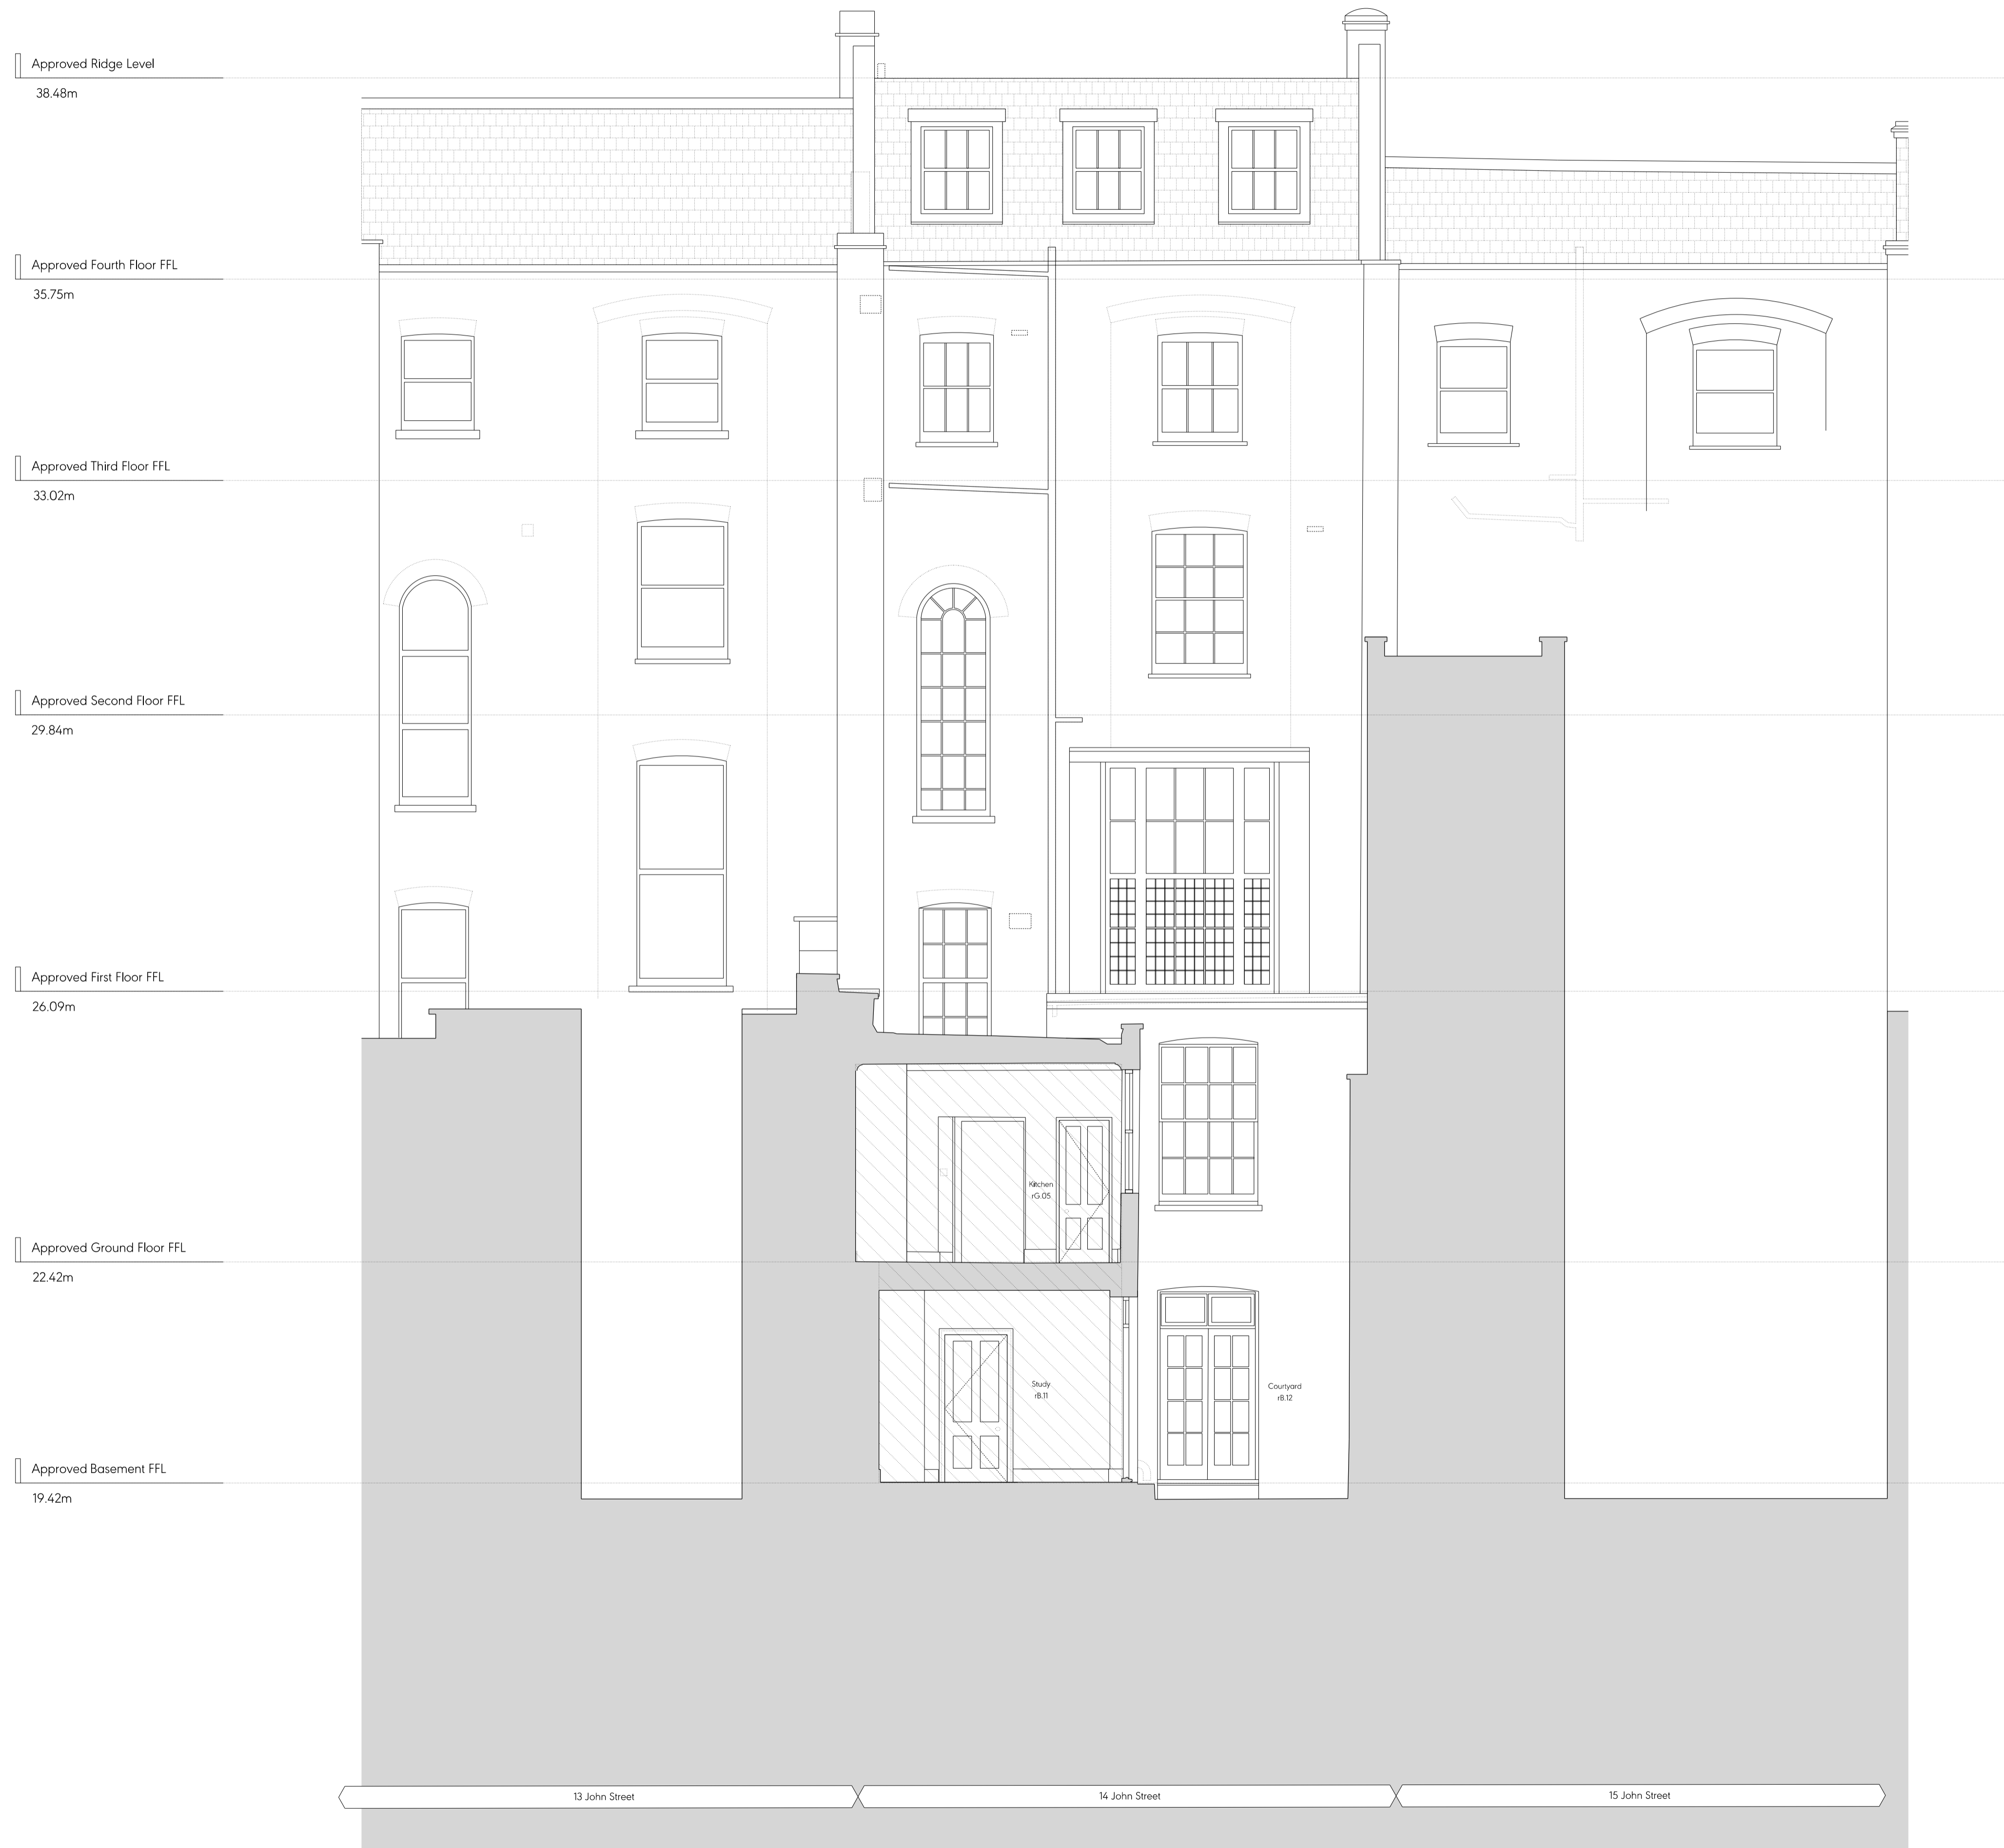 Approved Ridge Level
38.48m
Approved Fourth Floor FFL
35.75m
Approved Third Floor FFL
33.02m
Approved Second Floor FFL
29.84m
Approved First Floor FFL
26.09m
Kitchen
rG.05
Approved Ground Floor FFL
22.42m
Study
rB.11
Courtyard
rB.12
Approved Basement FFL
19.42m
13 John Street
14 John Street
15 John Street